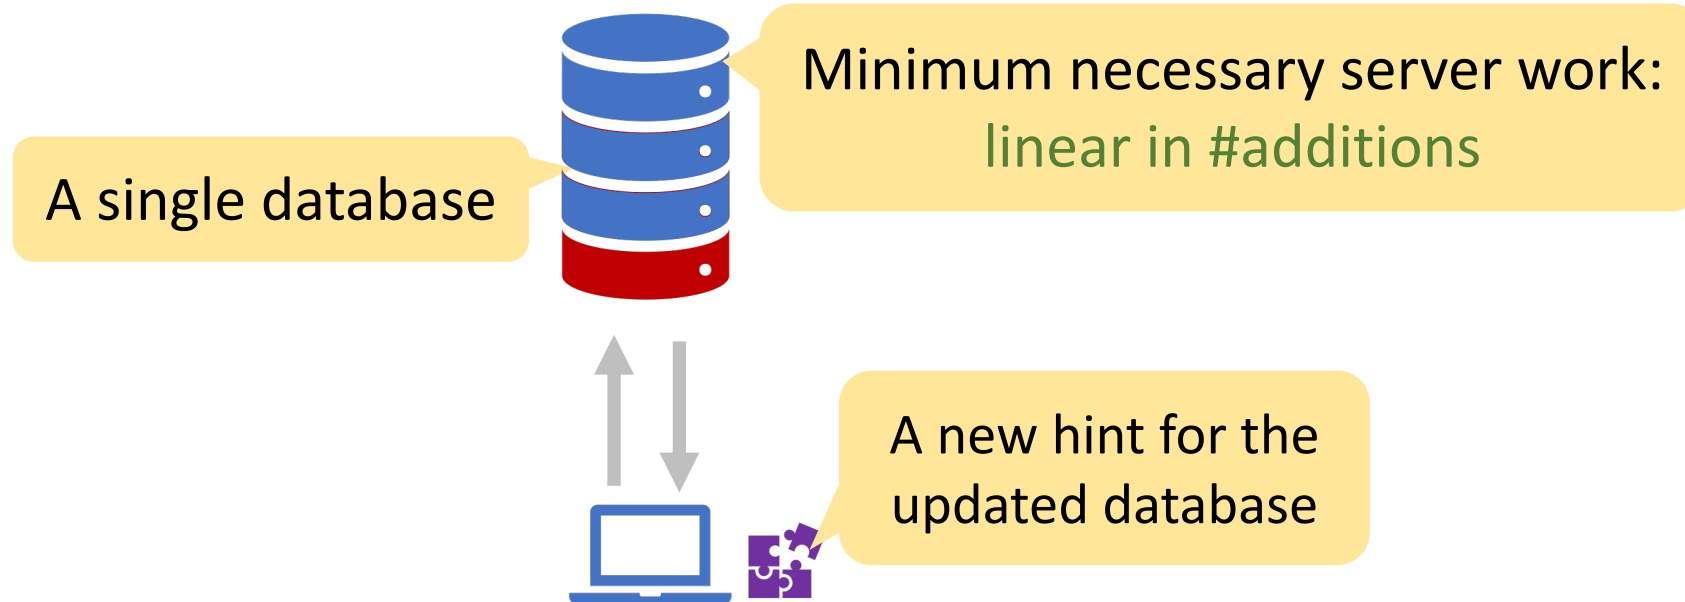 Minimum necessary server work:
linear in #additions
A single database
A new hint for the
updated database